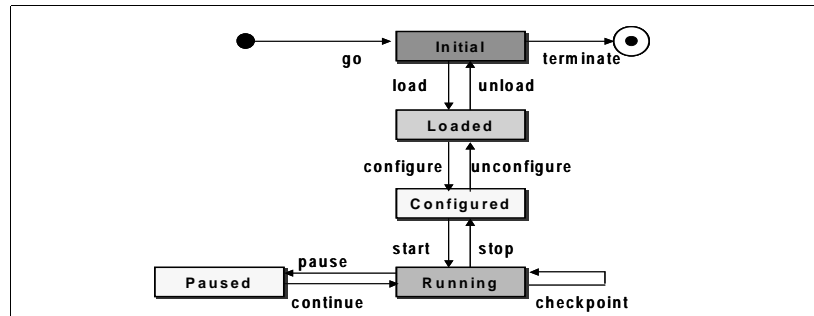 Initial
go
terminate
load
unload
Loaded
configure
unconfigure
Configured
start
stop
pause
Paused
Running
continue
checkpoint